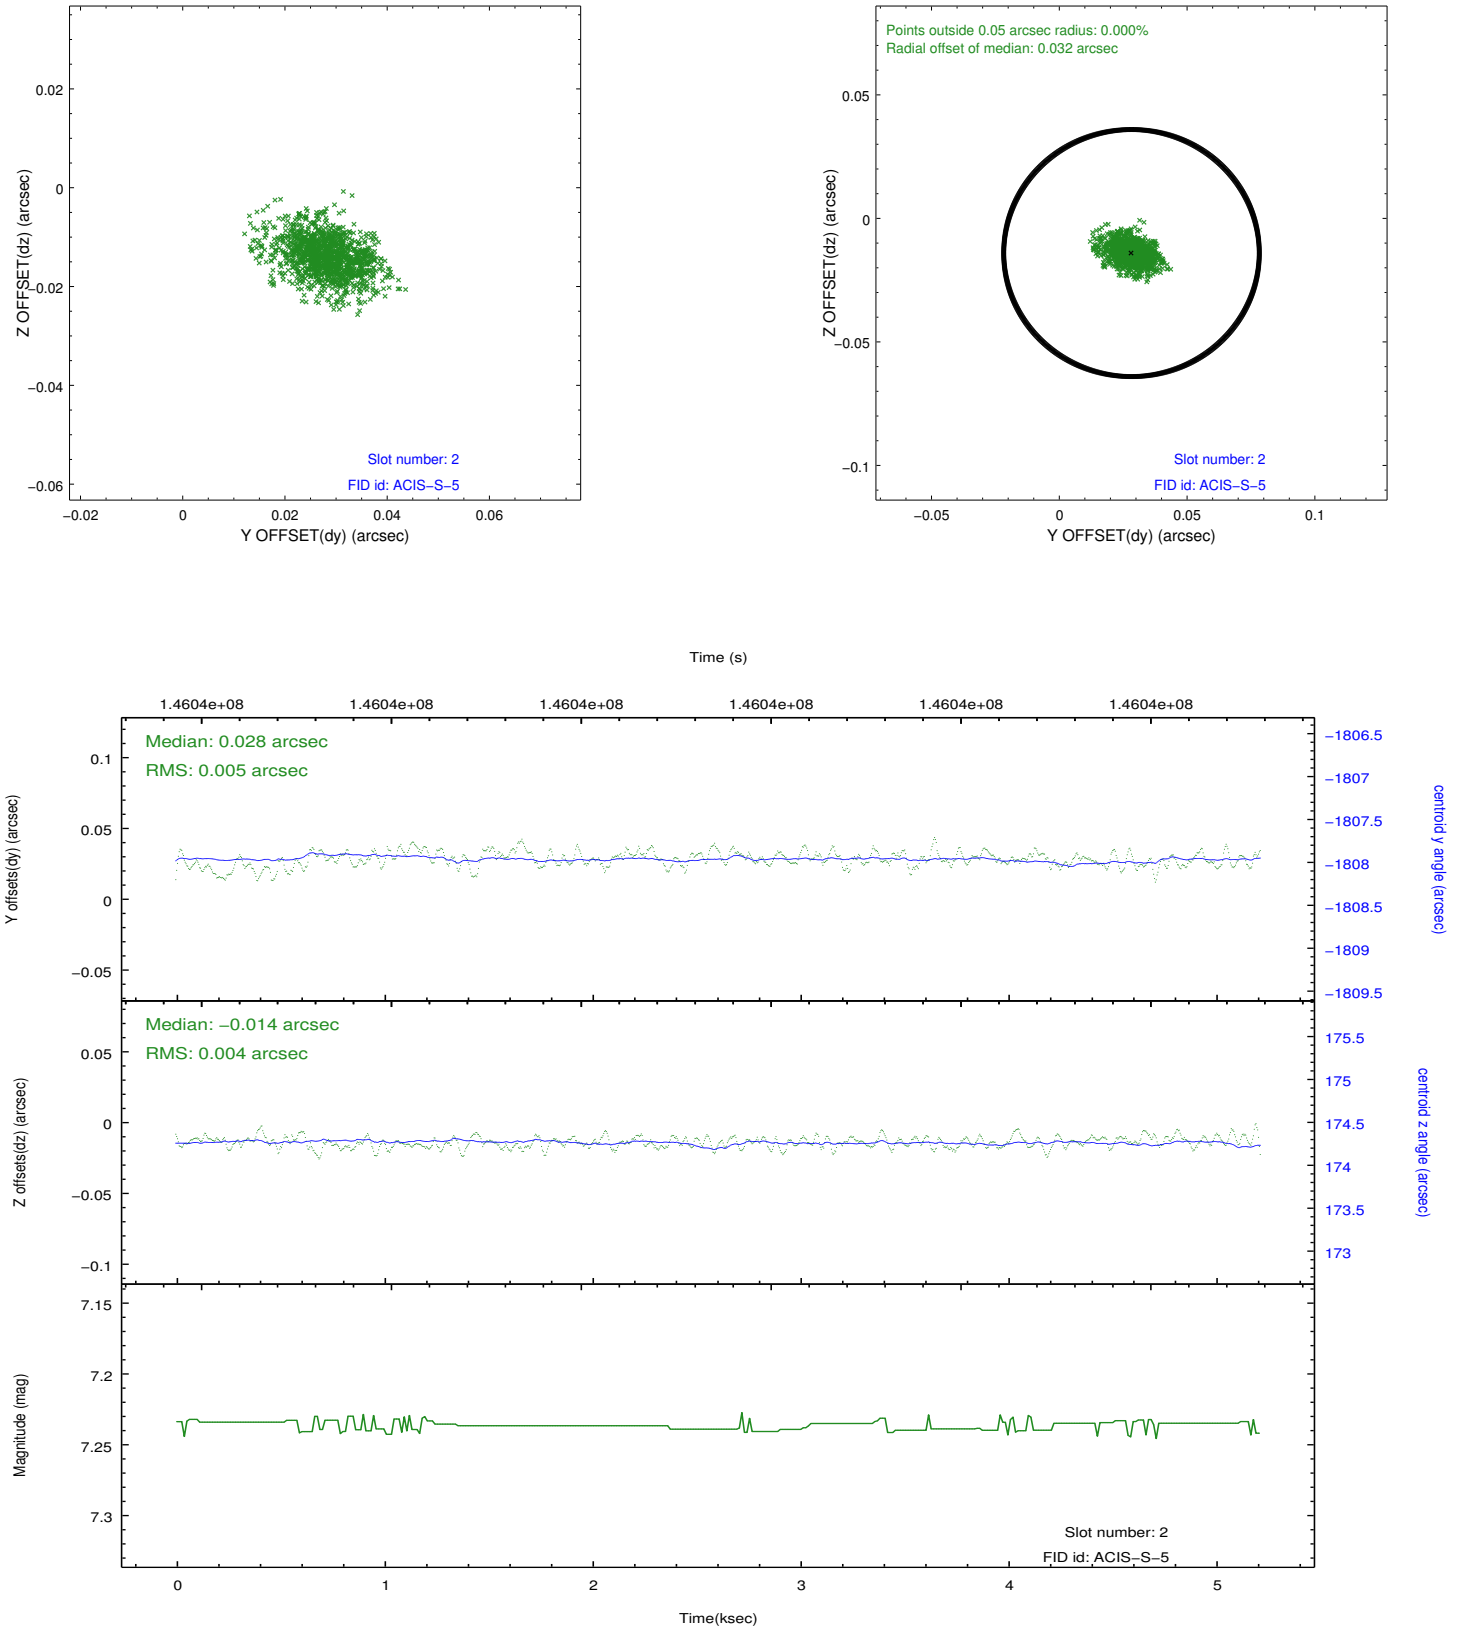 0.02
0
−0.02
−0.04
−0.06
Z OFFSET(dz) (arcsec)
Slot number: 2
FID id: ACIS−S−5
−0.02 0 0.02 0.04 0.06
Y OFFSET(dy) (arcsec)
Points outside 0.05 arcsec radius: 0.000%
Radial offset of median: 0.032 arcsec
0.05
0
−0.05
−0.1
Z OFFSET(dz) (arcsec)
Slot number: 2
FID id: ACIS−S−5
−0.05 0 0.05 0.1
Y OFFSET(dy) (arcsec)
Time (s)
1.4604e+08 1.4604e+08 1.4604e+08 1.4604e+08 1.4604e+08 1.4604e+08
Median: 0.028 arcsec
RMS: 0.005 arcsec
0.1
0.05
0
−0.05
Y offsets(dy) (arcsec)
−1806.5
−1807
−1807.5
−1808
−1808.5
−1809
−1809.5
centroid y angle (arcsec)
Median: −0.014 arcsec
RMS: 0.004 arcsec
0.05
0
−0.05
−0.1
Z offsets(dz) (arcsec)
175.5
175
174.5
174
173.5
173
centroid z angle (arcsec)
7.15
7.2
7.25
7.3
Magnitude (mag)
Slot number: 2
FID id: ACIS−S−5
0 1 2 3 4 5
Time(ksec)